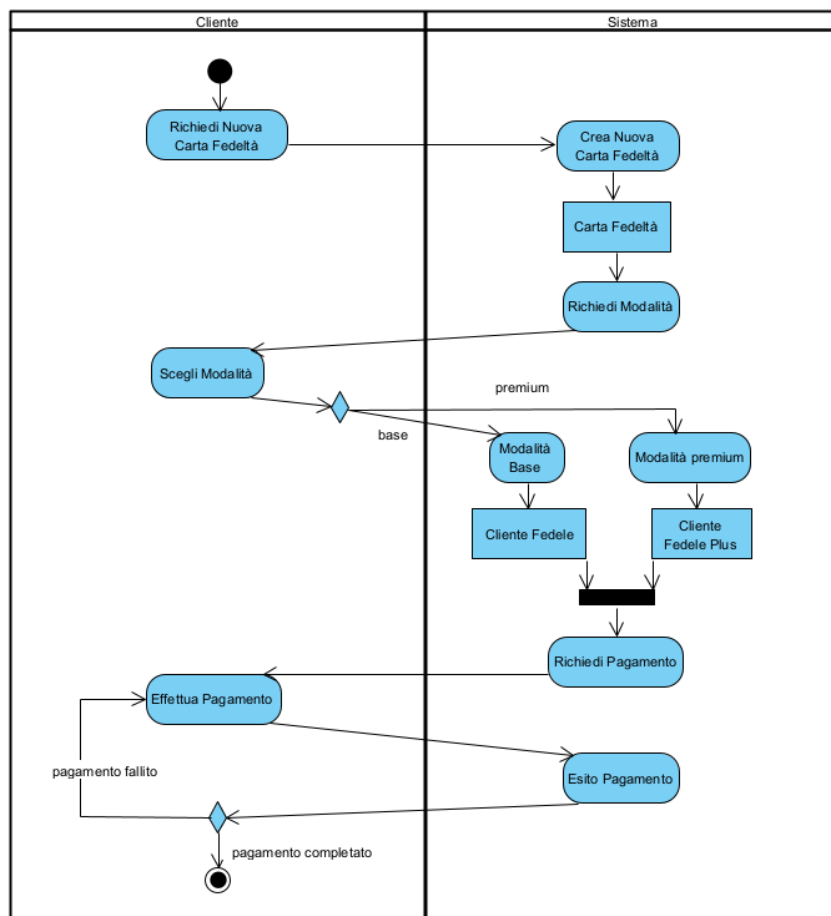 Cliente
Sistema
Richiedi Nuova
Carta Fedeltà
Crea Nuova
Carta Fedeltà
Carta Fedeltà
Richiedi Modalità
Scegli Modalità
premium
base
Modalità
Base
Modalità premium
Cliente Fedele
Cliente
Fedele Plus
Richiedi Pagamento
Effettua Pagamento
pagamento fallito
Esito Pagamento
pagamento completato